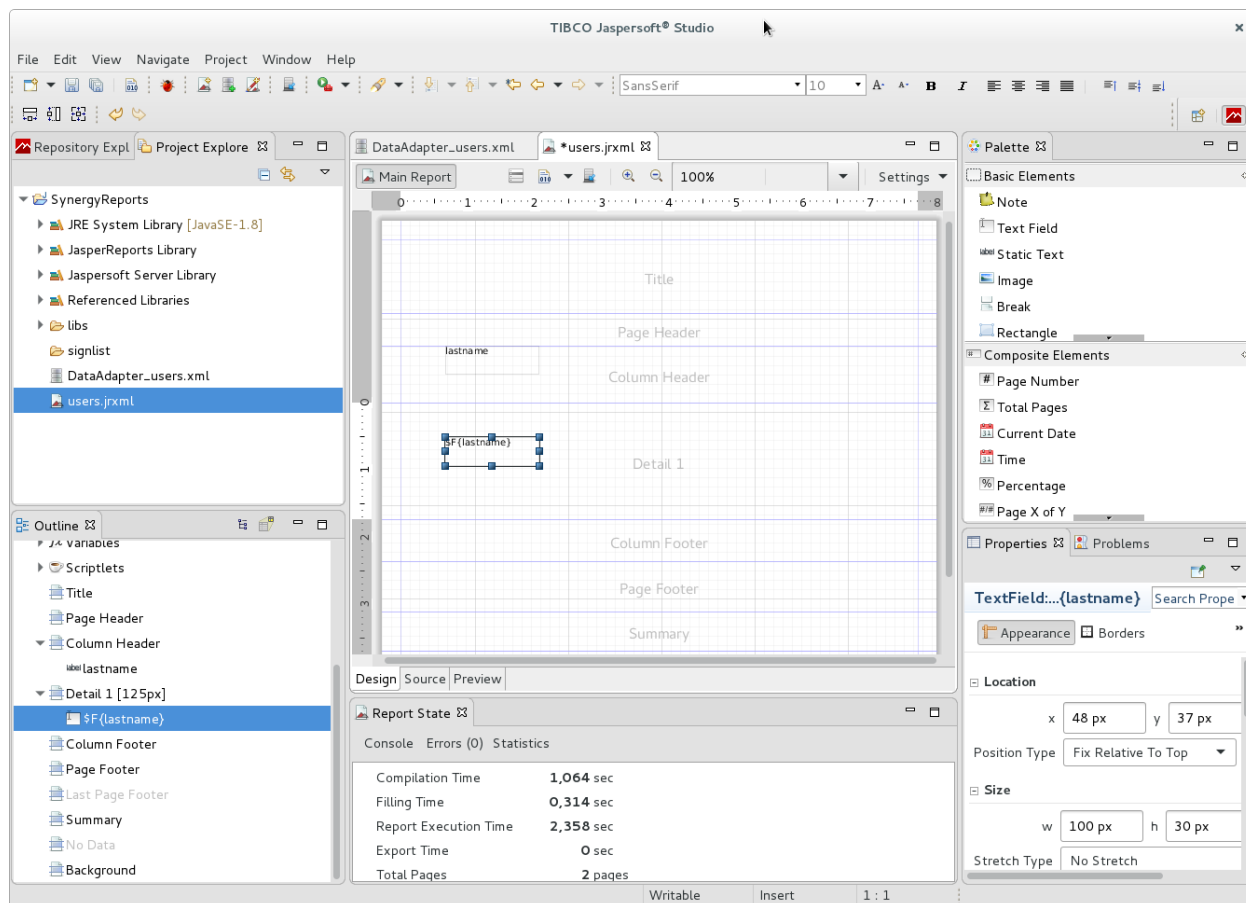 TIBCO Jaspersoft® Studio
File Edit View Navigate Project Window Help
SansSerif 10
Repository Expl Project Explore
SynergyReports
JRE System Library [JavaSE-1.8]
JasperReports Library
Jaspersoft Server Library
Referenced Libraries
libs
signlist
DataAdapter_users.xml
users.jrxml
Outline
Variables
Scriptlets
Title
Page Header
Column Header
label lastname
Detail 1 [125px]
$F{lastname}
Column Footer
Page Footer
Last Page Footer
Summary
No Data
Background
DataAdapter_users.xml *users.jrxml
Main Report 100% Settings
0 1 2 3 4 5 6 7 8
0
1
2
3
Title
Page Header
lastname
Column Header
$F{lastname}
Detail 1
Column Footer
Page Footer
Summary
Design Source Preview
Report State
Console Errors (0) Statistics
Compilation Time 1,064 sec
Filling Time 0,314 sec
Report Execution Time 2,358 sec
Export Time 0 sec
Total Pages 2 pages
Palette
Basic Elements
Note
Text Field
label Static Text
Image
Break
Rectangle
Composite Elements
# Page Number
Σ Total Pages
31 Current Date
31 Time
% Percentage
#/# Page X of Y
Properties Problems
TextField:...{lastname} Search Prope
Appearance Borders »
Location
x 48 px y 37 px
Position Type Fix Relative To Top
Size
w 100 px h 30 px
Stretch Type No Stretch
Writable Insert 1 : 1